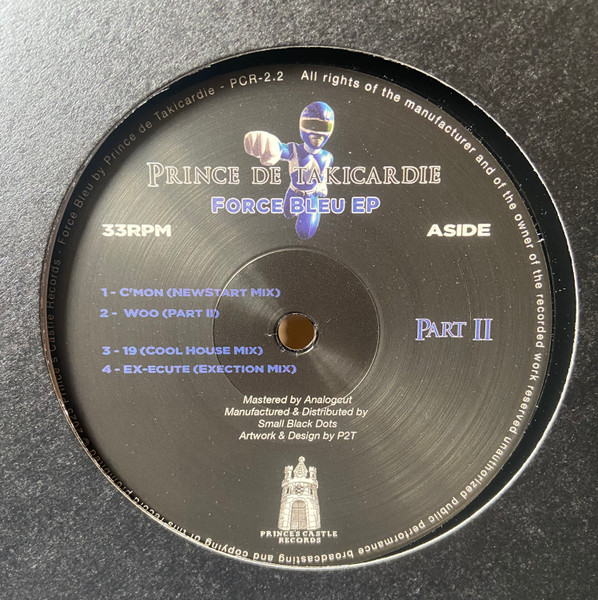 Prince's Castle Records - Force Bleu by Prince de Takicardie - PCR-2.2 All rights of the manufacturer and of the owner of the recorded work reserved unauthorized public performance broadcasting and copying of this record prohibited
PRINCE DE TAKICARDIE
FORCE BLEU EP
33RPM
ASIDE
1 - C'MON (NEWSTART MIX)
2 - WOO (PART II)
PART II
3 - 19 (COOL HOUSE MIX)
4 - EX-ECUTE (EXECTION MIX)
Mastered by Analogcut
Manufactured & Distributed by
Small Black Dots
Artwork & Design by P2T
PRINCE'S CASTLE
RECORDS